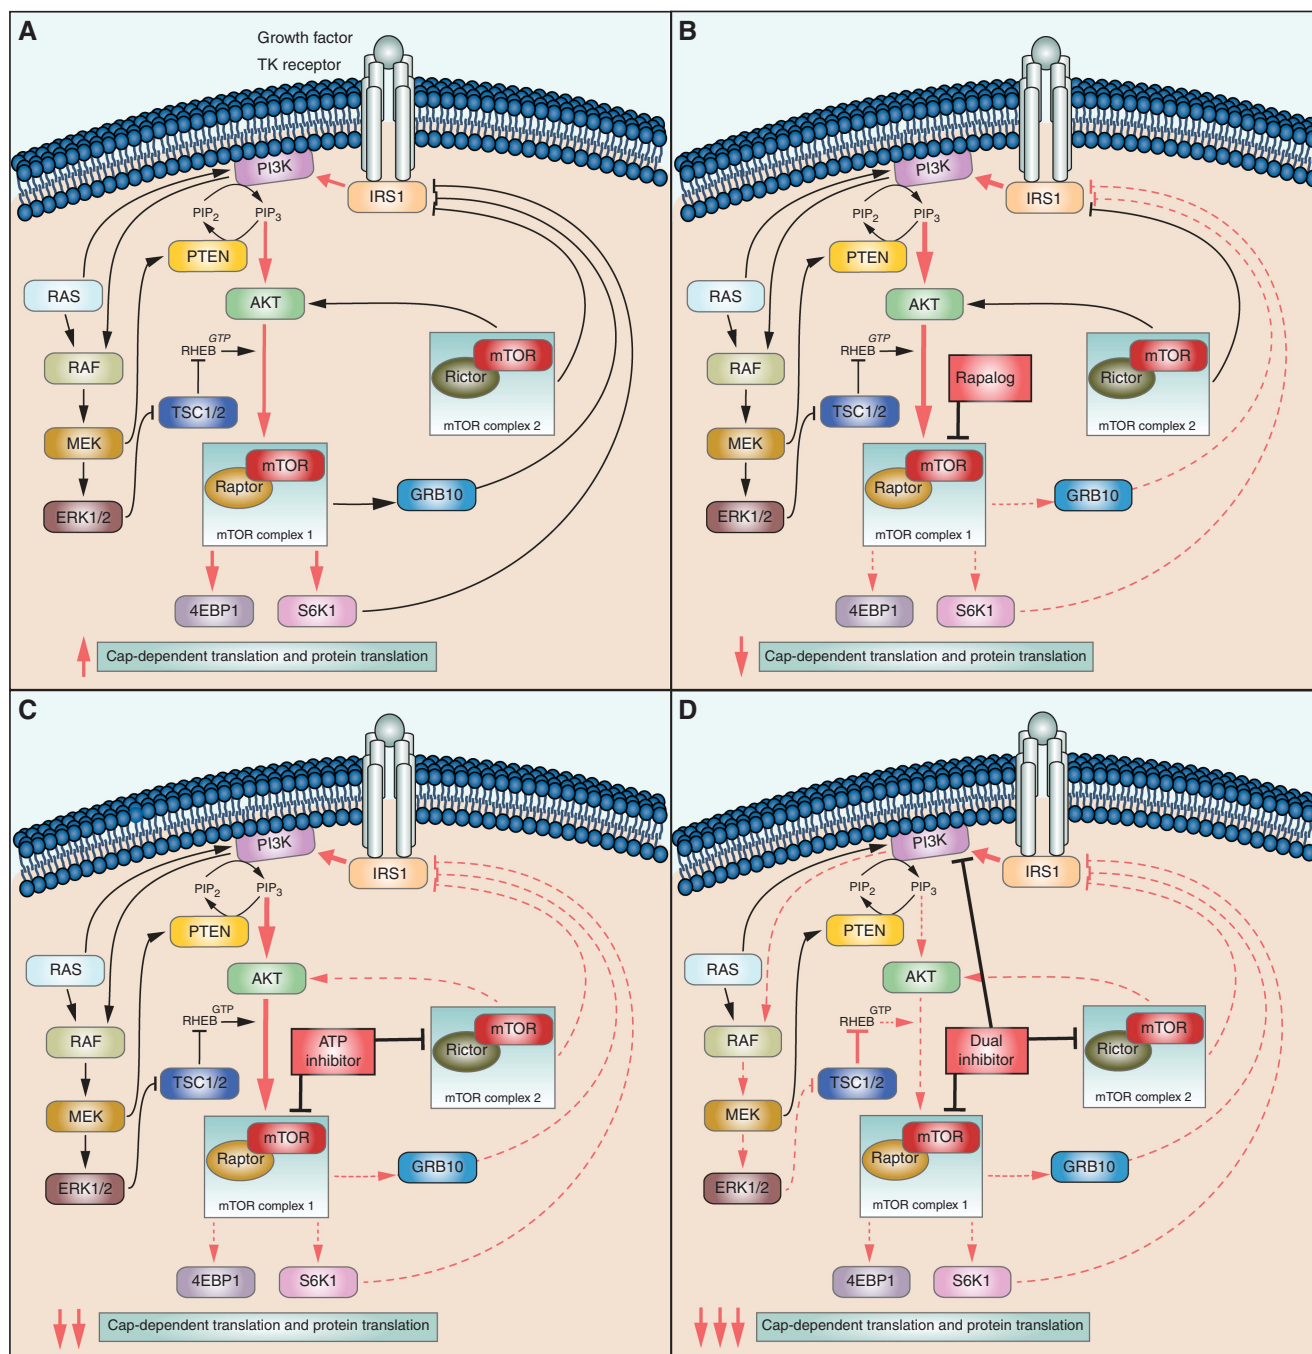 A
Growth factor
TK receptor
PI3K
IRS1
PIP2
PIP3
PTEN
RAS
AKT
GTP
RHEB
RAF
TSC1/2
mTOR
Rictor
mTOR complex 2
MEK
mTOR
Raptor
GRB10
ERK1/2
mTOR complex 1
4EBP1
S6K1
Cap-dependent translation and protein translation
B
PI3K
IRS1
PIP2
PIP3
PTEN
RAS
AKT
GTP
RHEB
RAF
Rapalog
TSC1/2
mTOR
Rictor
mTOR complex 2
MEK
mTOR
Raptor
GRB10
ERK1/2
mTOR complex 1
4EBP1
S6K1
Cap-dependent translation and protein translation
C
PI3K
IRS1
PIP2
PIP3
PTEN
RAS
AKT
GTP
RHEB
RAF
ATP
inhibitor
TSC1/2
mTOR
Rictor
mTOR complex 2
MEK
mTOR
Raptor
GRB10
ERK1/2
mTOR complex 1
4EBP1
S6K1
Cap-dependent translation and protein translation
D
PI3K
IRS1
PIP2
PIP3
PTEN
RAS
AKT
GTP
RHEB
RAF
Dual
inhibitor
TSC1/2
mTOR
Rictor
mTOR complex 2
MEK
mTOR
Raptor
GRB10
ERK1/2
mTOR complex 1
4EBP1
S6K1
Cap-dependent translation and protein translation